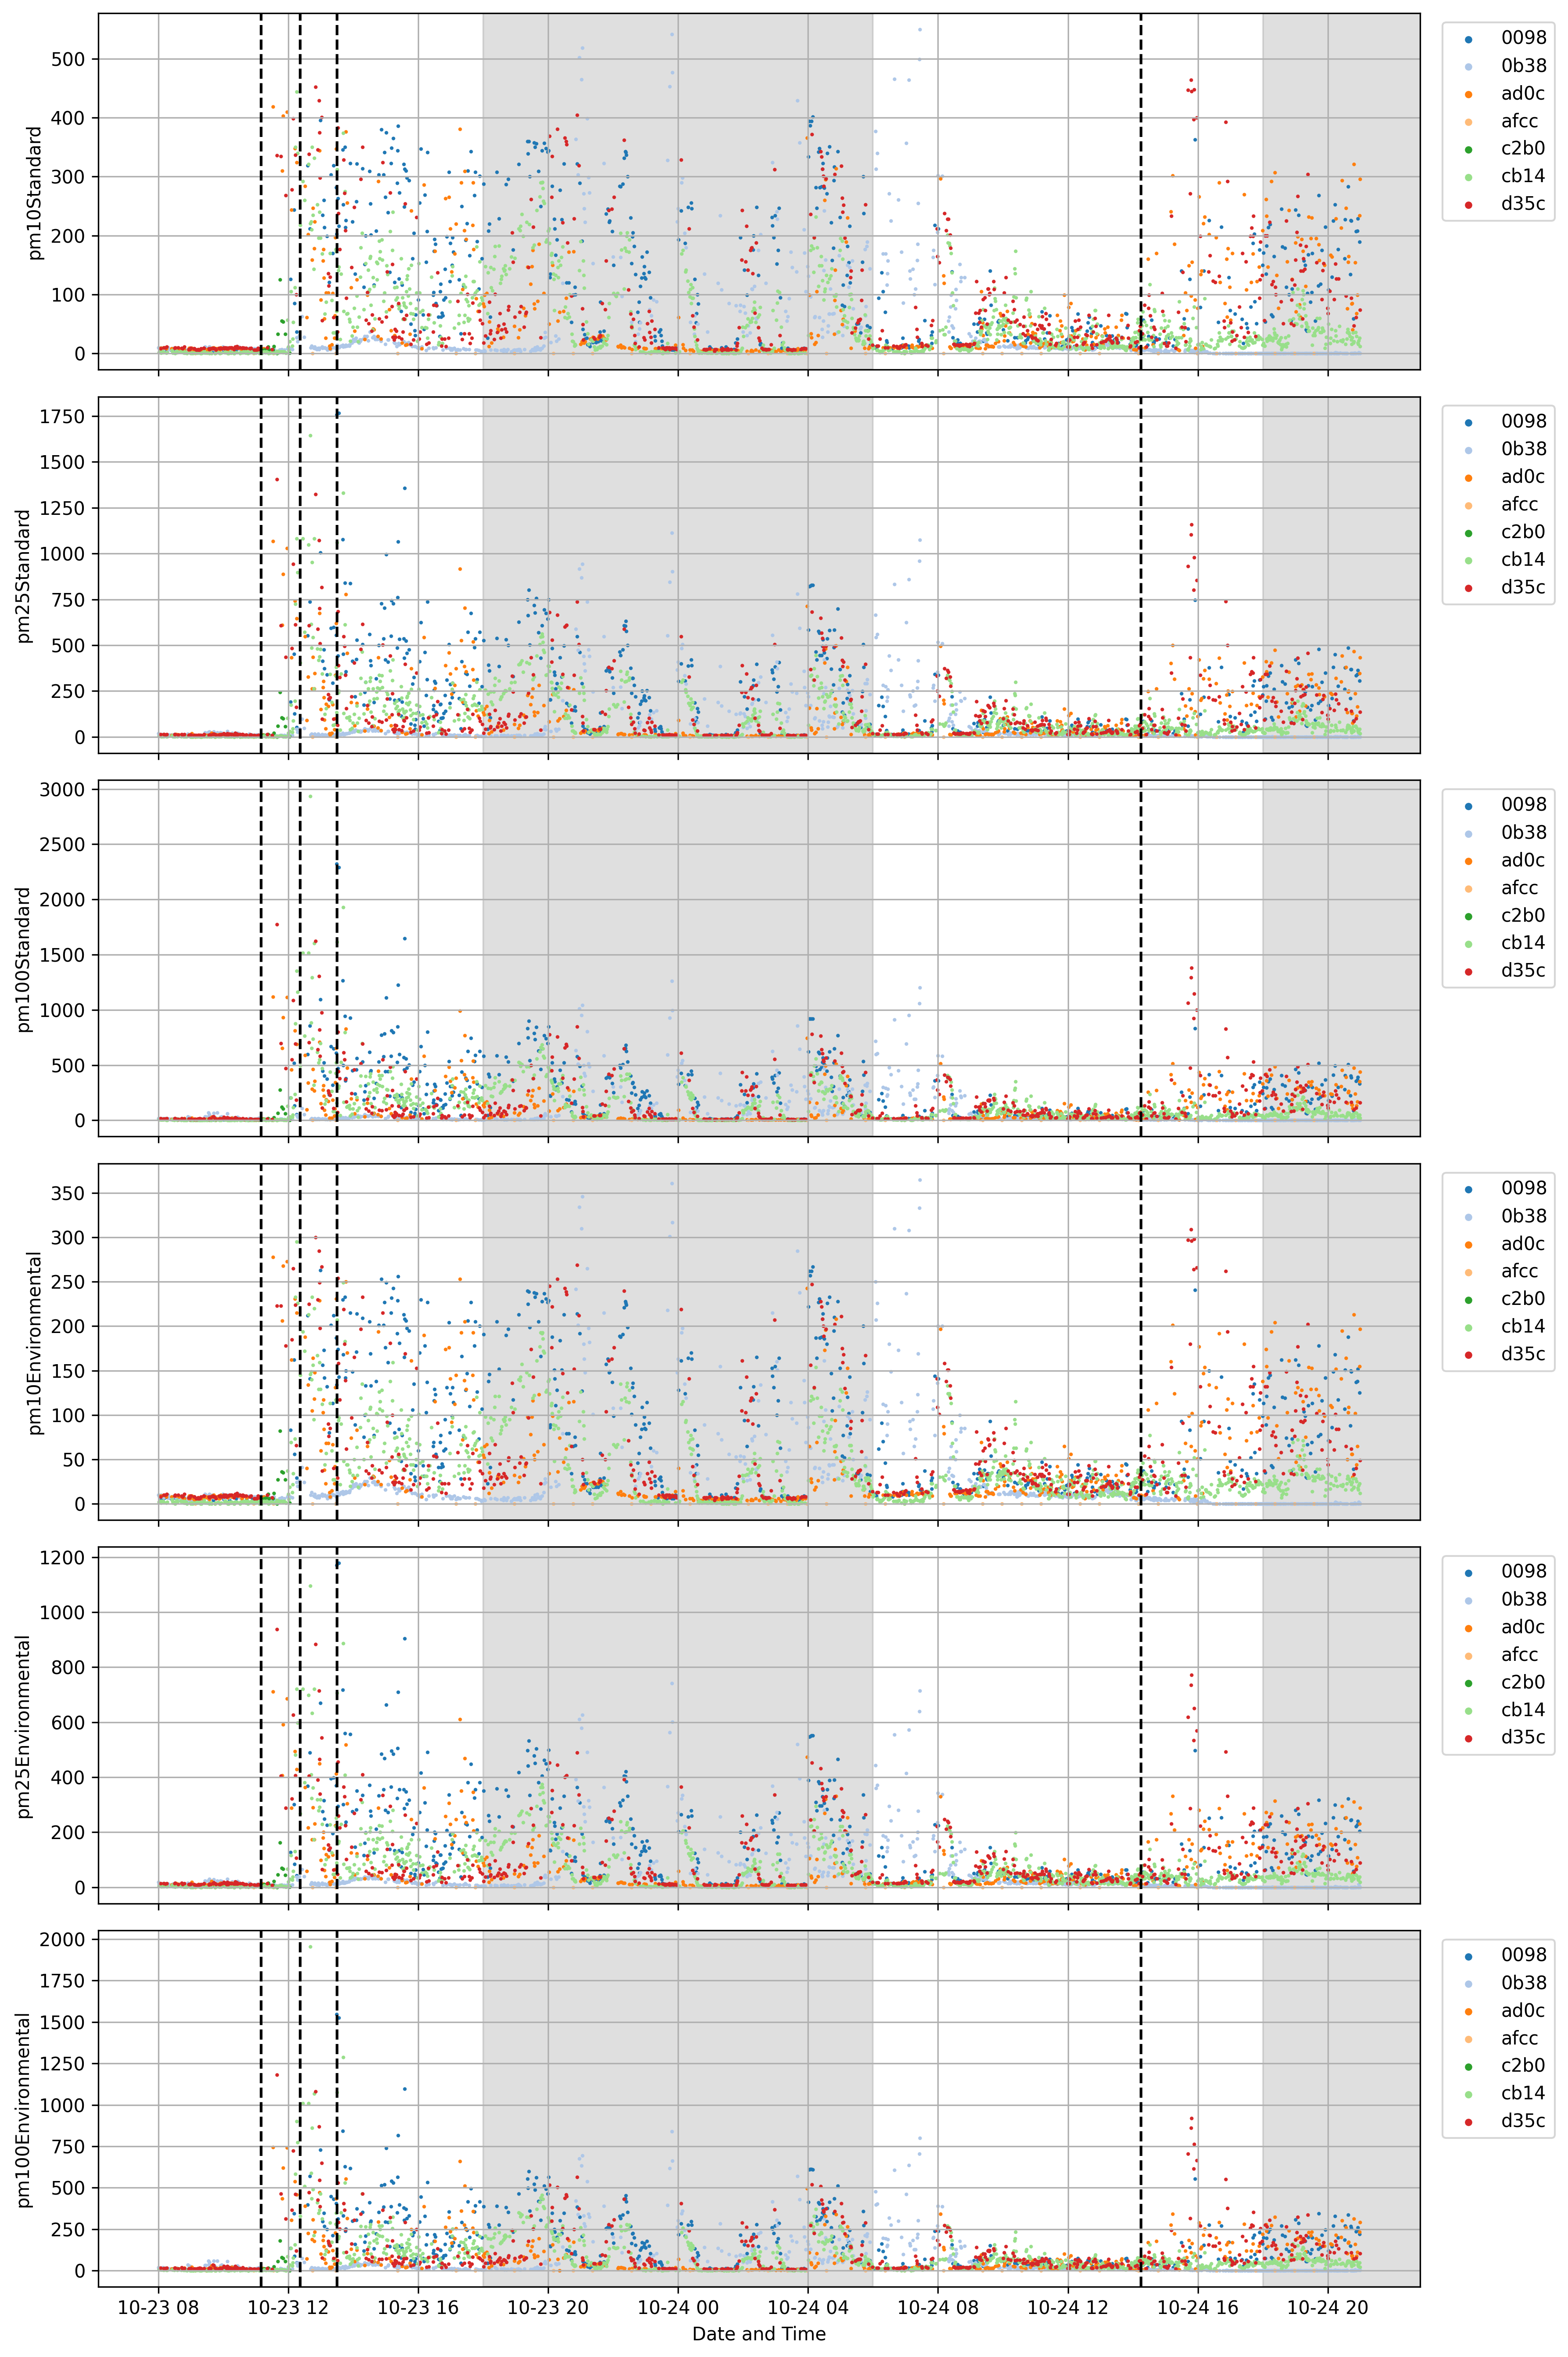 pm10Standard
500
400
300
200
100
0
0098
0b38
ad0c
afcc
c2b0
cb14
d35c
pm25Standard
1750
1500
1250
1000
750
500
250
0
0098
0b38
ad0c
afcc
c2b0
cb14
d35c
pm100Standard
3000
2500
2000
1500
1000
500
0
0098
0b38
ad0c
afcc
c2b0
cb14
d35c
pm10Environmental
350
300
250
200
150
100
50
0
0098
0b38
ad0c
afcc
c2b0
cb14
d35c
pm25Environmental
1200
1000
800
600
400
200
0
0098
0b38
ad0c
afcc
c2b0
cb14
d35c
pm100Environmental
2000
1750
1500
1250
1000
750
500
250
0
0098
0b38
ad0c
afcc
c2b0
cb14
d35c
10-23 08 10-23 12 10-23 16 10-23 20 10-24 00 10-24 04 10-24 08 10-24 12 10-24 16 10-24 20
Date and Time